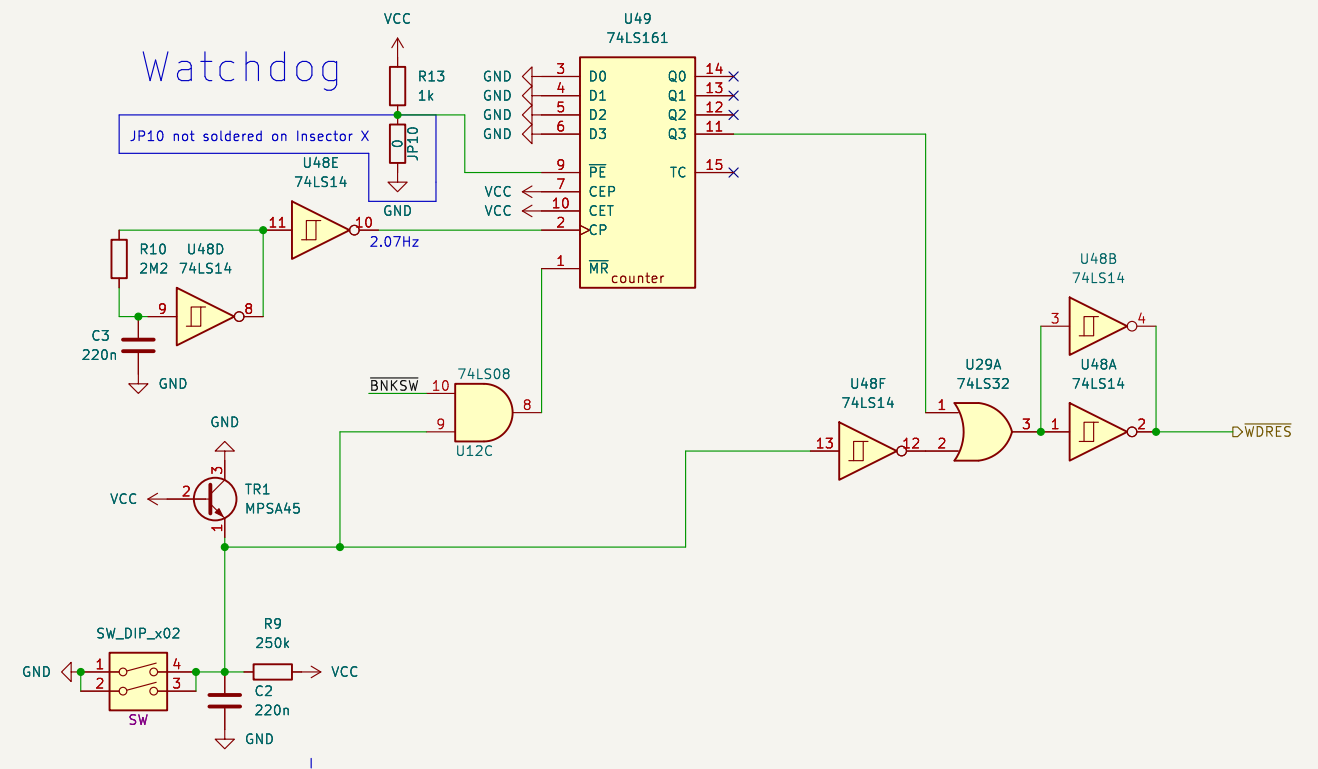 Watchdog
VCC
R13
1k
JP10 not soldered on Insector X
0
JP10
GND
U49
74LS161
GND 3 D0
GND 4 D1
GND 5 D2
GND 6 D3
9 PE
VCC 7 CEP
VCC 10 CET
2 CP
1 MR
Q0 14
Q1 13
Q2 12
Q3 11
TC 15
counter
U48E
74LS14
11
10
2.07Hz
R10
2M2
U48D
74LS14
9
8
C3
220n
GND
BNKSW
74LS08
10
9
8
U12C
GND
3
VCC
2
TR1
MPSA45
1
U48F
74LS14
13
12
U29A
74LS32
1
2
3
U48B
74LS14
3
4
U48A
74LS14
1
2
WDRES
SW_DIP_x02
GND
1
2
4
3
SW
R9
250k
VCC
C2
220n
GND